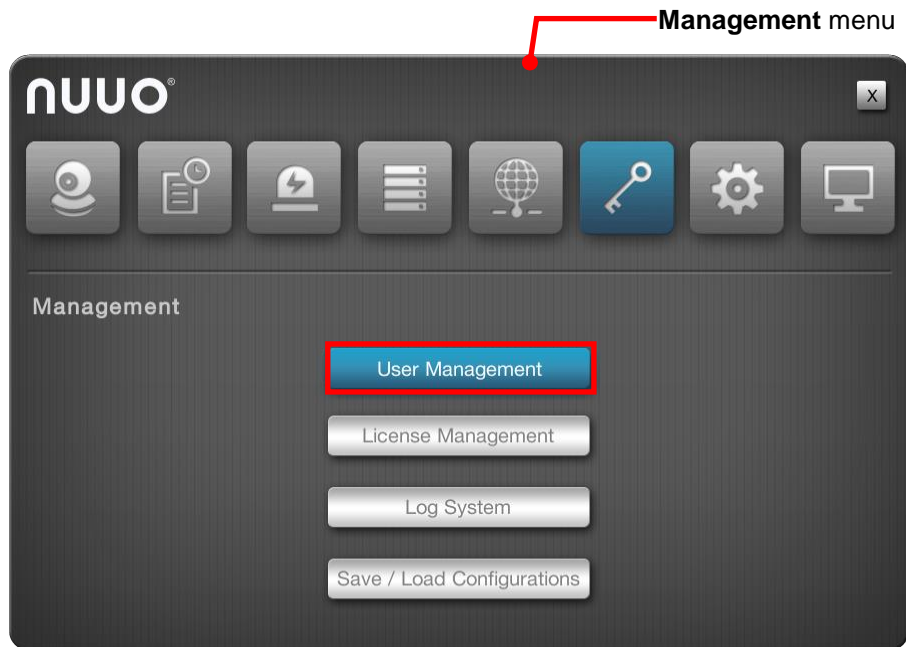 Management menu
nuuo®
X
Management
User Management
License Management
Log System
Save / Load Configurations